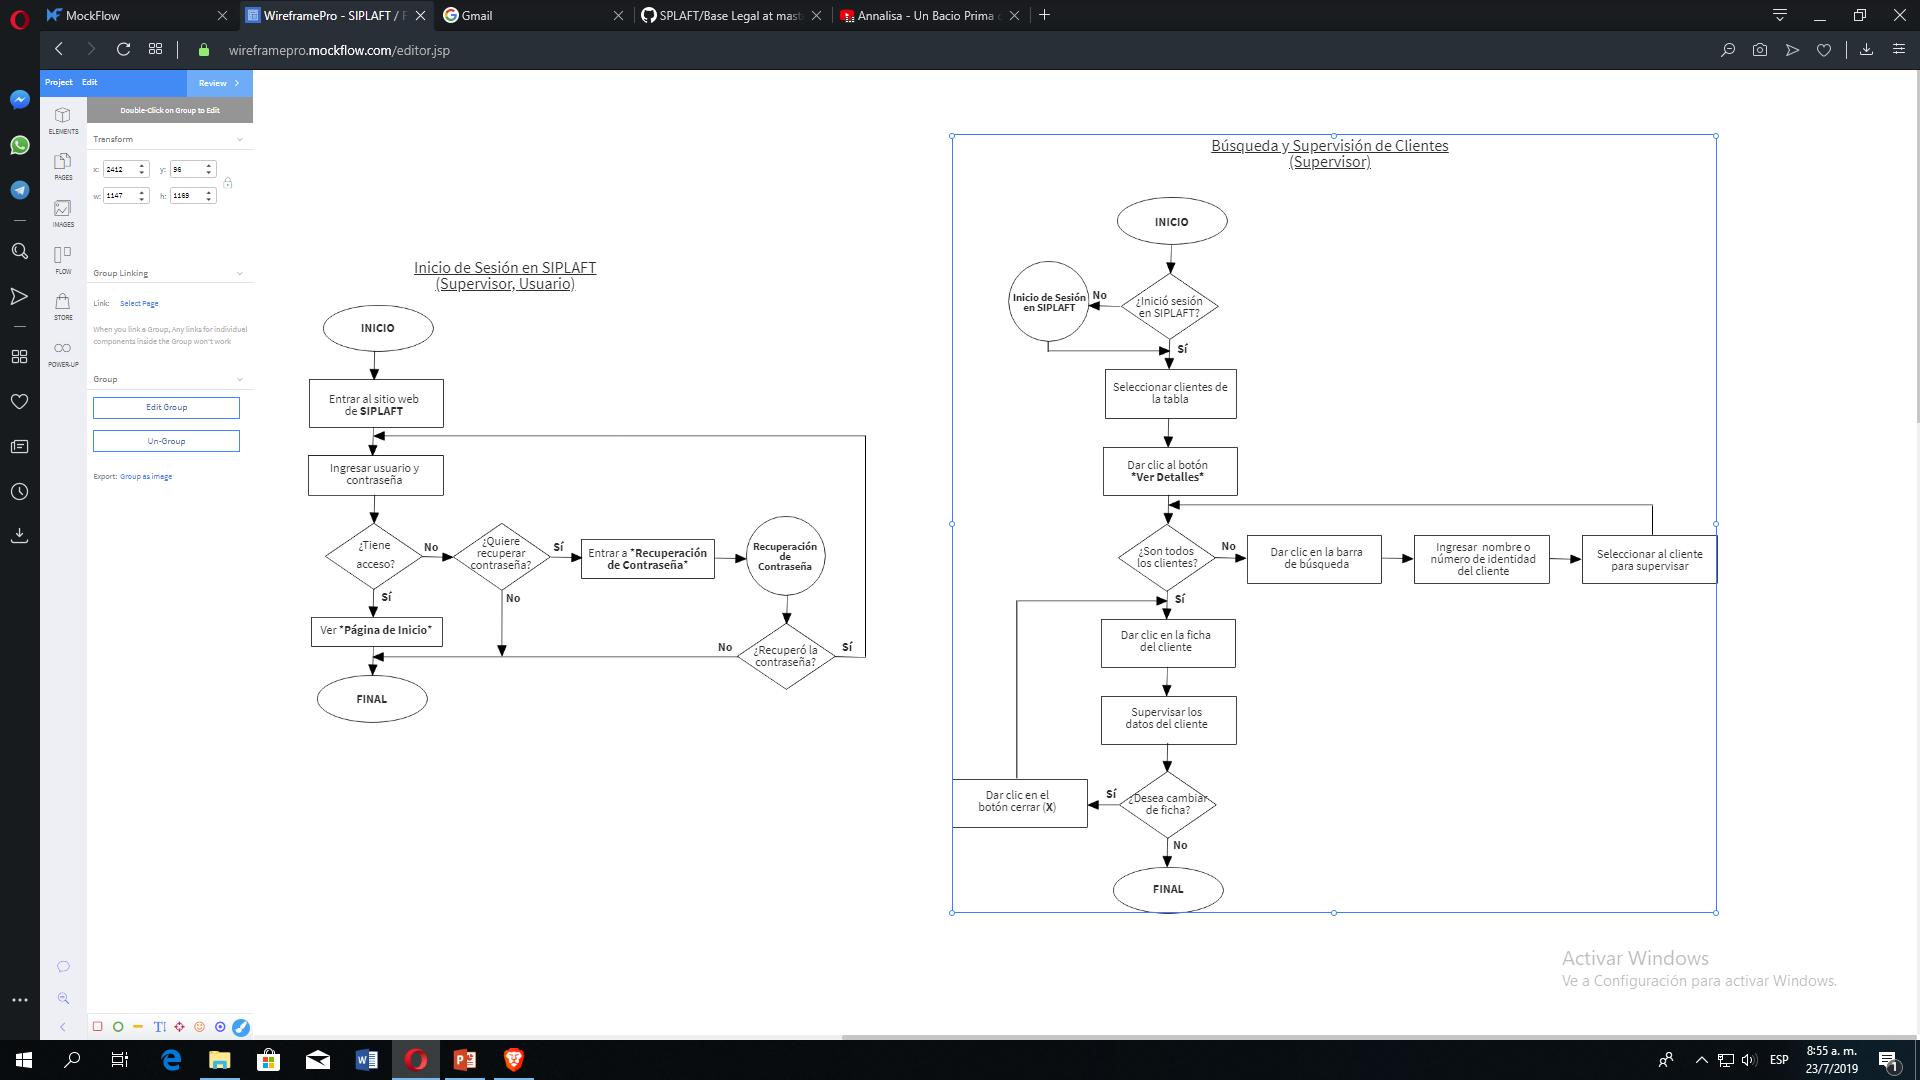 MockFlow
WireframePro - SIPLAFT / F
Gmail
SPLAFT/Base Legal at mast
Annalisa - Un Bacio Prima
wireframepro.mockflow.com/editor.jsp
Project Edit Review
Double-Click on Group to Edit
ELEMENTS
PAGES
IMAGES
FLOW
STORE
POWER-UP
Transform
x: 2412 y: 96
w: 1147 h: 1169
Group Linking
Link: Select Page
When you link a Group, Any links for individual
components inside the Group won't work
Group
Edit Group
Un-Group
Export: Group as image
Inicio de Sesión en SIPLAFT
(Supervisor, Usuario)
INICIO
Entrar al sitio web
de SIPLAFT
Ingresar usuario y
contraseña
¿Tiene
acceso?
No
¿Quiere
recuperar
contraseña?
Sí
Entrar a *Recuperación
de Contraseña*
Recuperación
de
Contraseña
Sí
No
Ver *Página de Inicio*
No
¿Recuperó la
contraseña?
Sí
FINAL
Búsqueda y Supervisión de Clientes
(Supervisor)
INICIO
Inicio de Sesión
en SIPLAFT
No
¿Inició sesión
en SIPLAFT?
Sí
Seleccionar clientes de
la tabla
Dar clic al botón
*Ver Detalles*
¿Son todos
los clientes?
No
Dar clic en la barra
de búsqueda
Ingresar nombre o
número de identidad
del cliente
Seleccionar al cliente
para supervisar
Sí
Dar clic en la ficha
del cliente
Supervisar los
datos del cliente
Dar clic en el
botón cerrar (X)
Sí
¿Desea cambiar
de ficha?
No
FINAL
Activar Windows
Ve a Configuración para activar Windows.
ESP
8:55 a. m.
23/7/2019
1